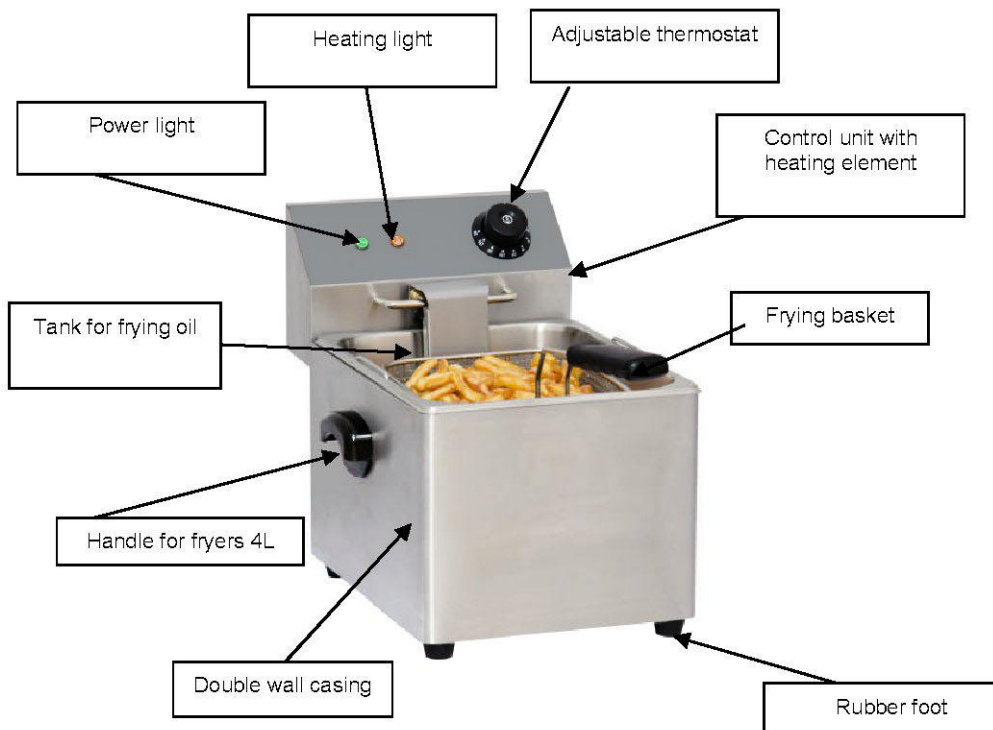 Heating light
Adjustable thermostat
Power light
Control unit with
heating element
Tank for frying oil
Frying basket
Handle for fryers 4L
Double wall casing
Rubber foot